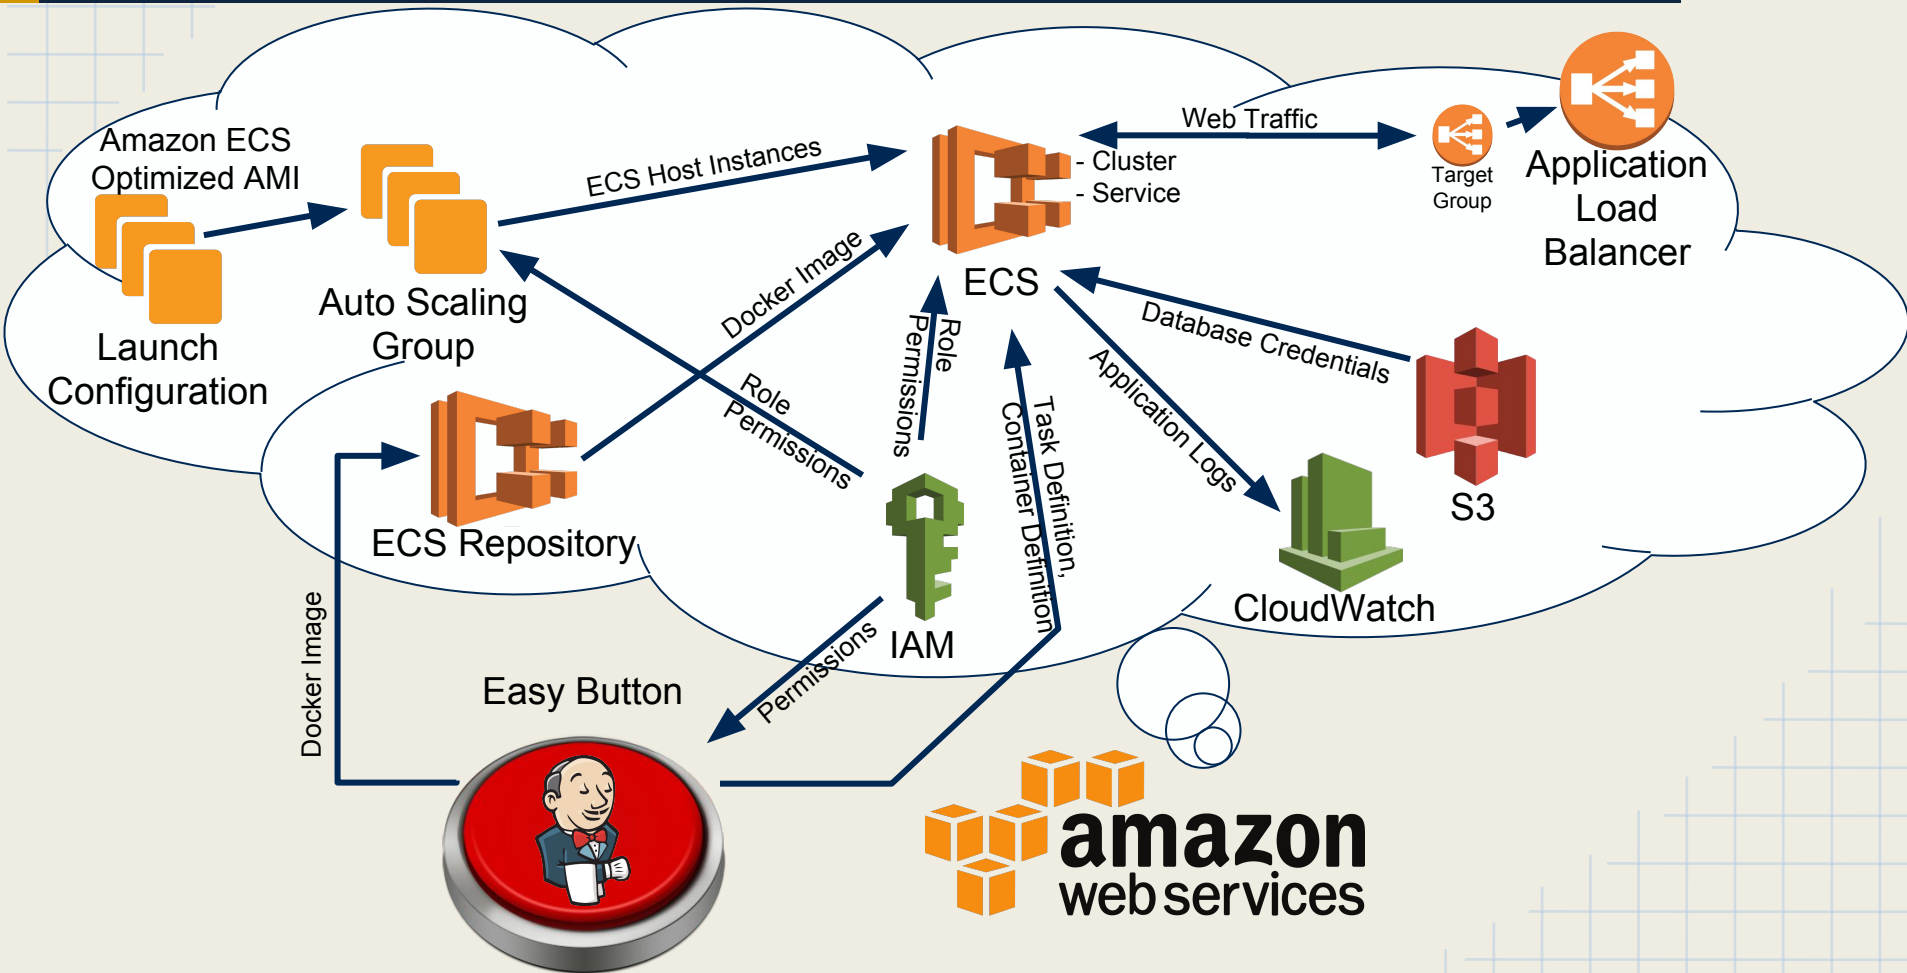 Amazon ECS
Optimized AMI
Launch
Configuration
Auto Scaling
Group
ECS Host Instances
ECS
- Cluster
- Service
Web Traffic
Target
Group
Application
Load
Balancer
Docker Image
Role
Permissions
Role
Permissions
Task Definition,
Container Definition
Application Logs
Database Credentials
S3
CloudWatch
ECS Repository
IAM
Permissions
Docker Image
Easy Button
amazon
web services